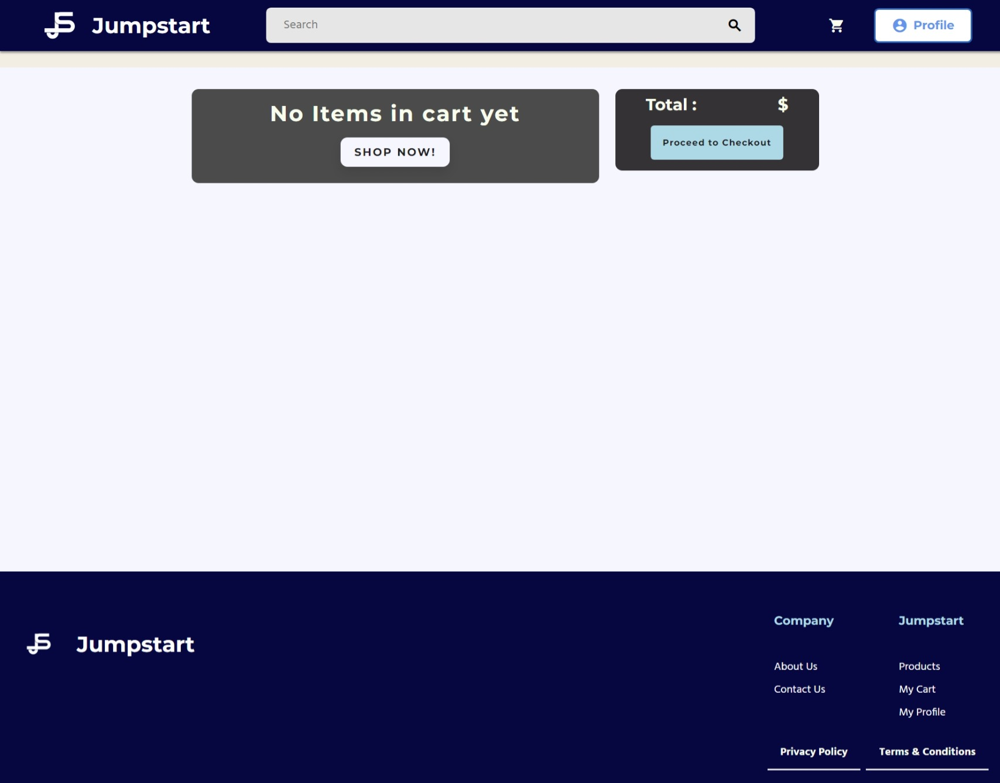 Jumpstart
Search
Profile
No Items in cart yet
SHOP NOW!
Total :
$
Proceed to Checkout
Jumpstart
Company
About Us
Contact Us
Jumpstart
Products
My Cart
My Profile
Privacy Policy
Terms & Conditions